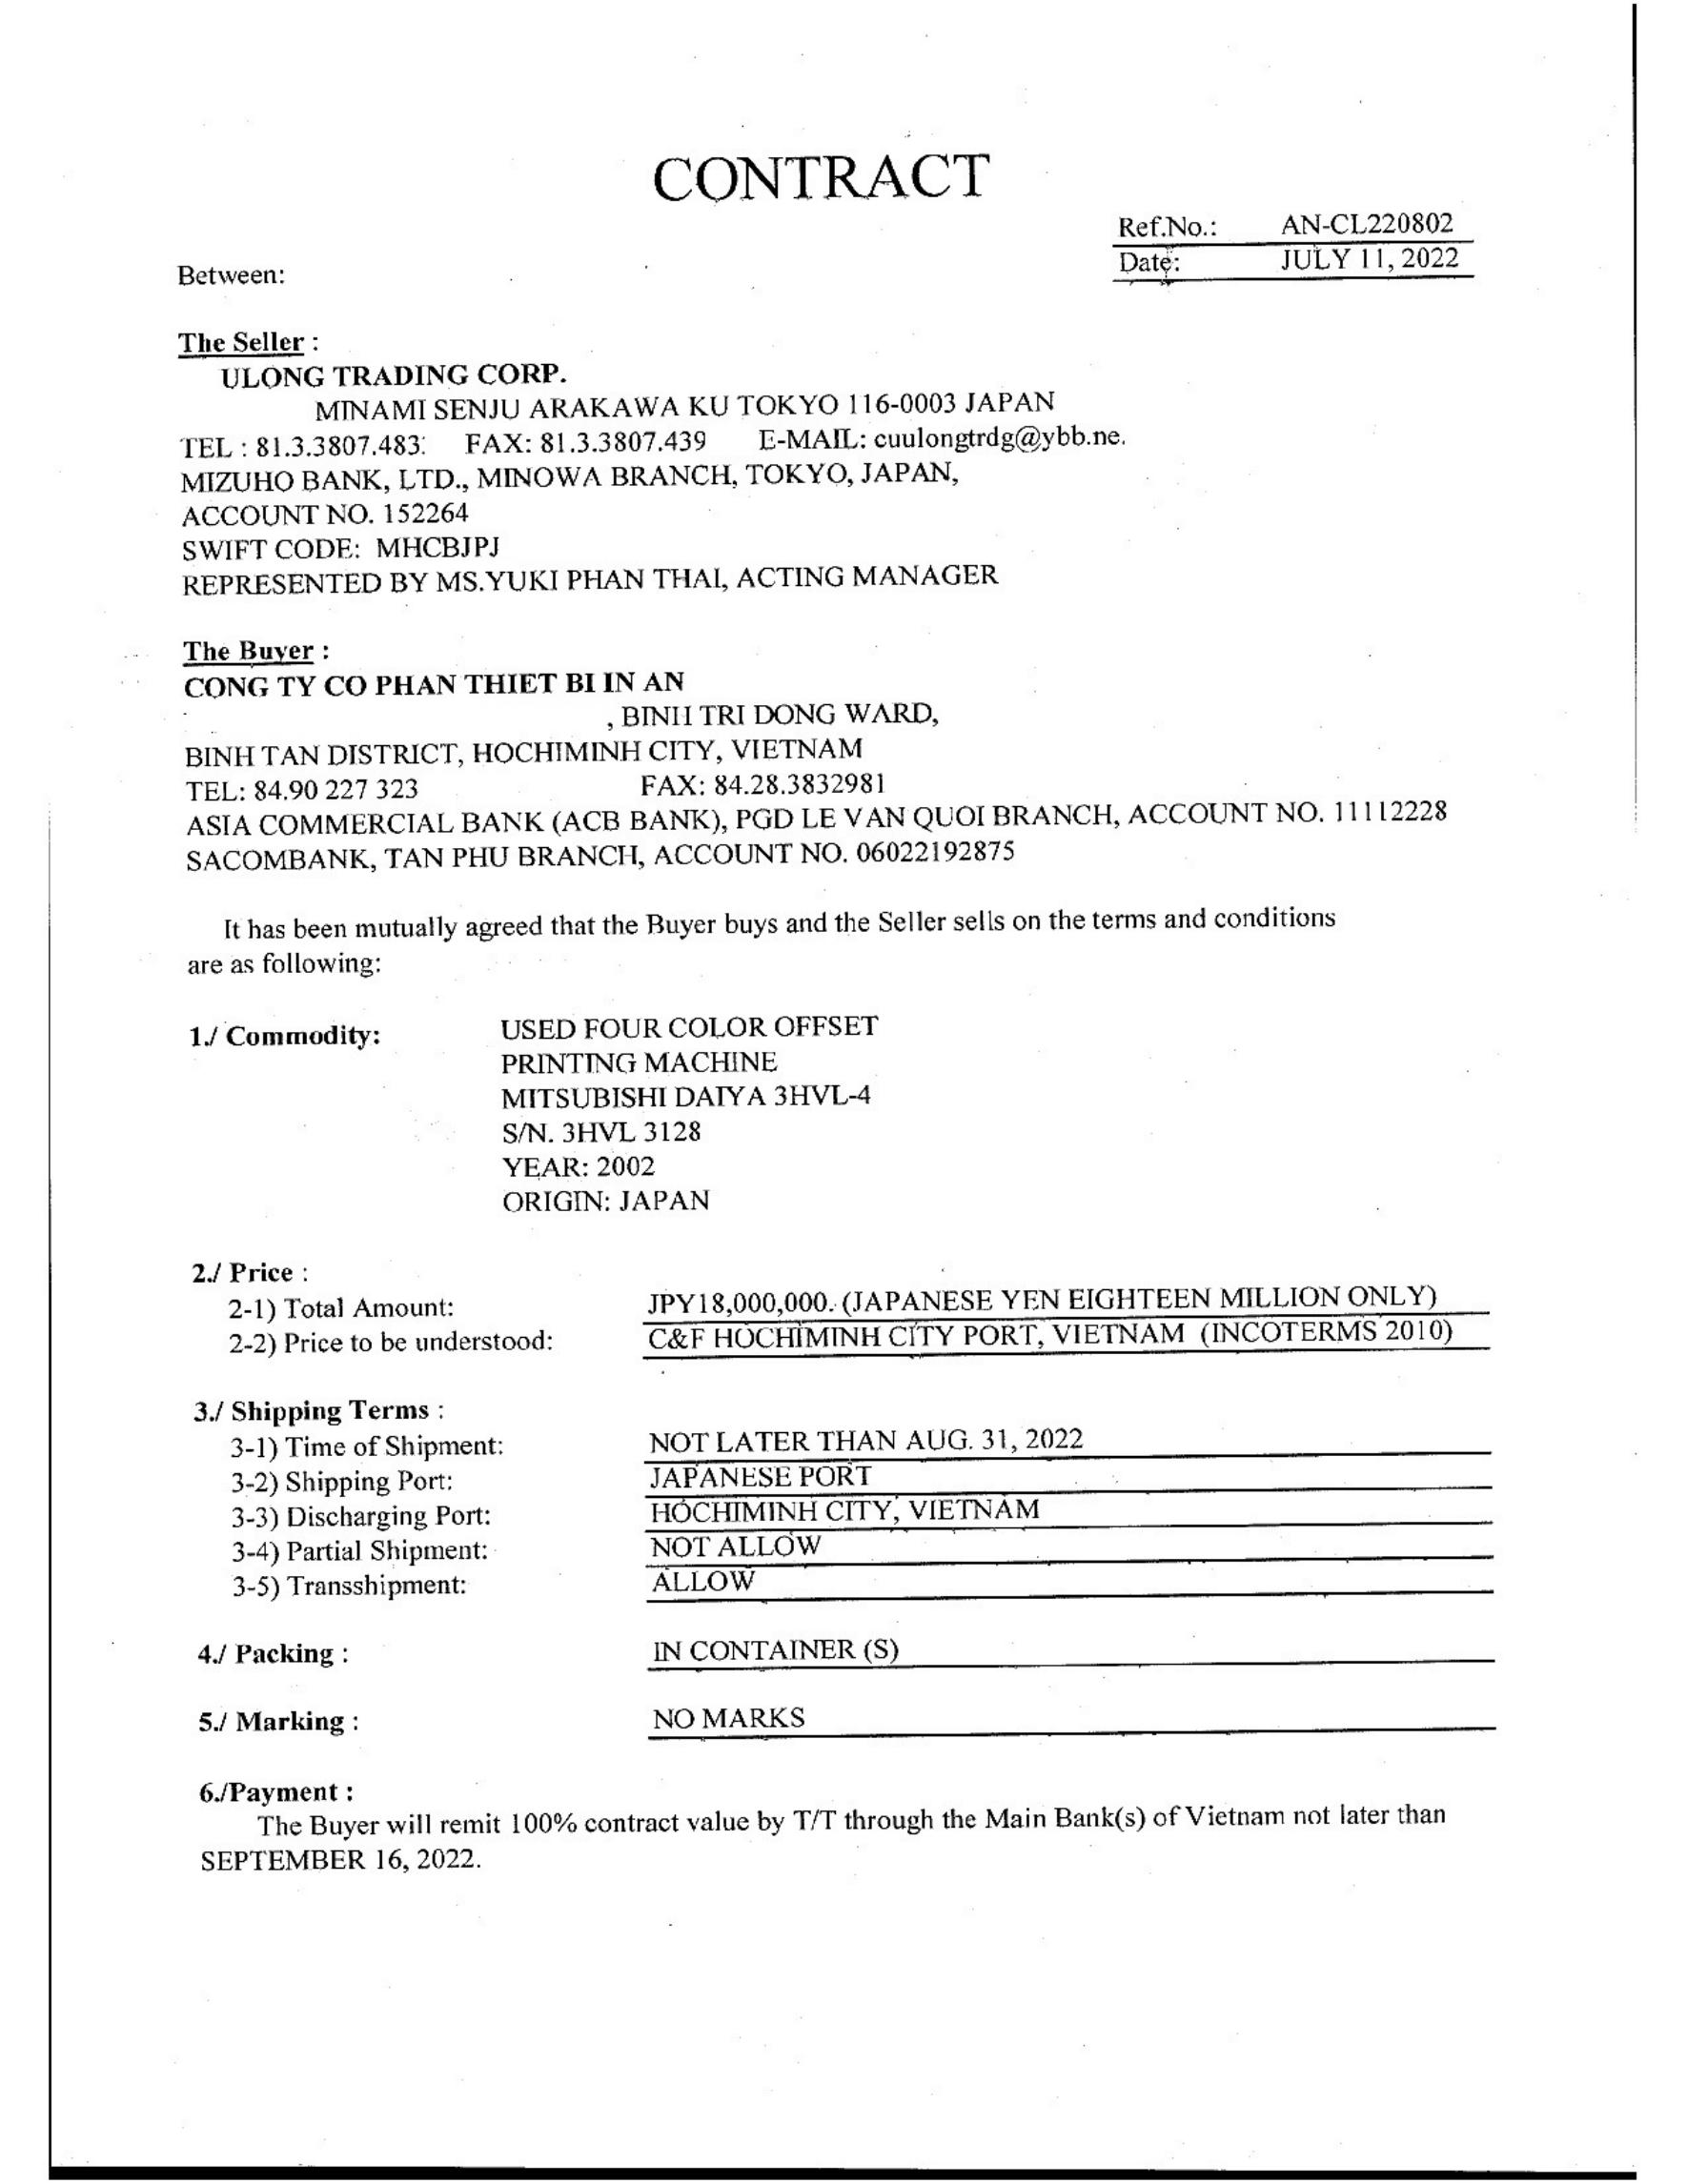 CONTRACT
Ref.No.: AN-CL220802
Date: JULY 11, 2022
Between:
The Seller :
ULONG TRADING CORP.
MINAMI SENJU ARAKAWA KU TOKYO 116-0003 JAPAN
TEL : 81.3.3807.483: FAX: 81.3.3807.439 E-MAIL: cuulongtrdg@ybb.ne.
MIZUHO BANK, LTD., MINOWA BRANCH, TOKYO, JAPAN,
ACCOUNT NO. 152264
SWIFT CODE: MHCBJPJ
REPRESENTED BY MS.YUKI PHAN THAI, ACTING MANAGER
The Buyer :
CONG TY CO PHAN THIET BI IN AN
, BINH TRI DONG WARD,
BINH TAN DISTRICT, HOCHIMINH CITY, VIETNAM
TEL: 84.90 227 323 FAX: 84.28.3832981
ASIA COMMERCIAL BANK (ACB BANK), PGD LE VAN QUOI BRANCH, ACCOUNT NO. 11112228
SACOMBANK, TAN PHU BRANCH, ACCOUNT NO. 06022192875
It has been mutually agreed that the Buyer buys and the Seller sells on the terms and conditions
are as following:
1./ Commodity: USED FOUR COLOR OFFSET
PRINTING MACHINE
MITSUBISHI DAIYA 3HVL-4
S/N. 3HVL 3128
YEAR: 2002
ORIGIN: JAPAN
2./ Price :
2-1) Total Amount: JPY18,000,000. (JAPANESE YEN EIGHTEEN MILLION ONLY)
2-2) Price to be understood: C&F HOCHIMINH CITY PORT, VIETNAM (INCOTERMS 2010)
3./ Shipping Terms :
3-1) Time of Shipment: NOT LATER THAN AUG. 31, 2022
3-2) Shipping Port: JAPANESE PORT
3-3) Discharging Port: HOCHIMINH CITY, VIETNAM
3-4) Partial Shipment: NOT ALLOW
3-5) Transshipment: ALLOW
4./ Packing : IN CONTAINER (S)
5./ Marking : NO MARKS
6./Payment :
The Buyer will remit 100% contract value by T/T through the Main Bank(s) of Vietnam not later than
SEPTEMBER 16, 2022.